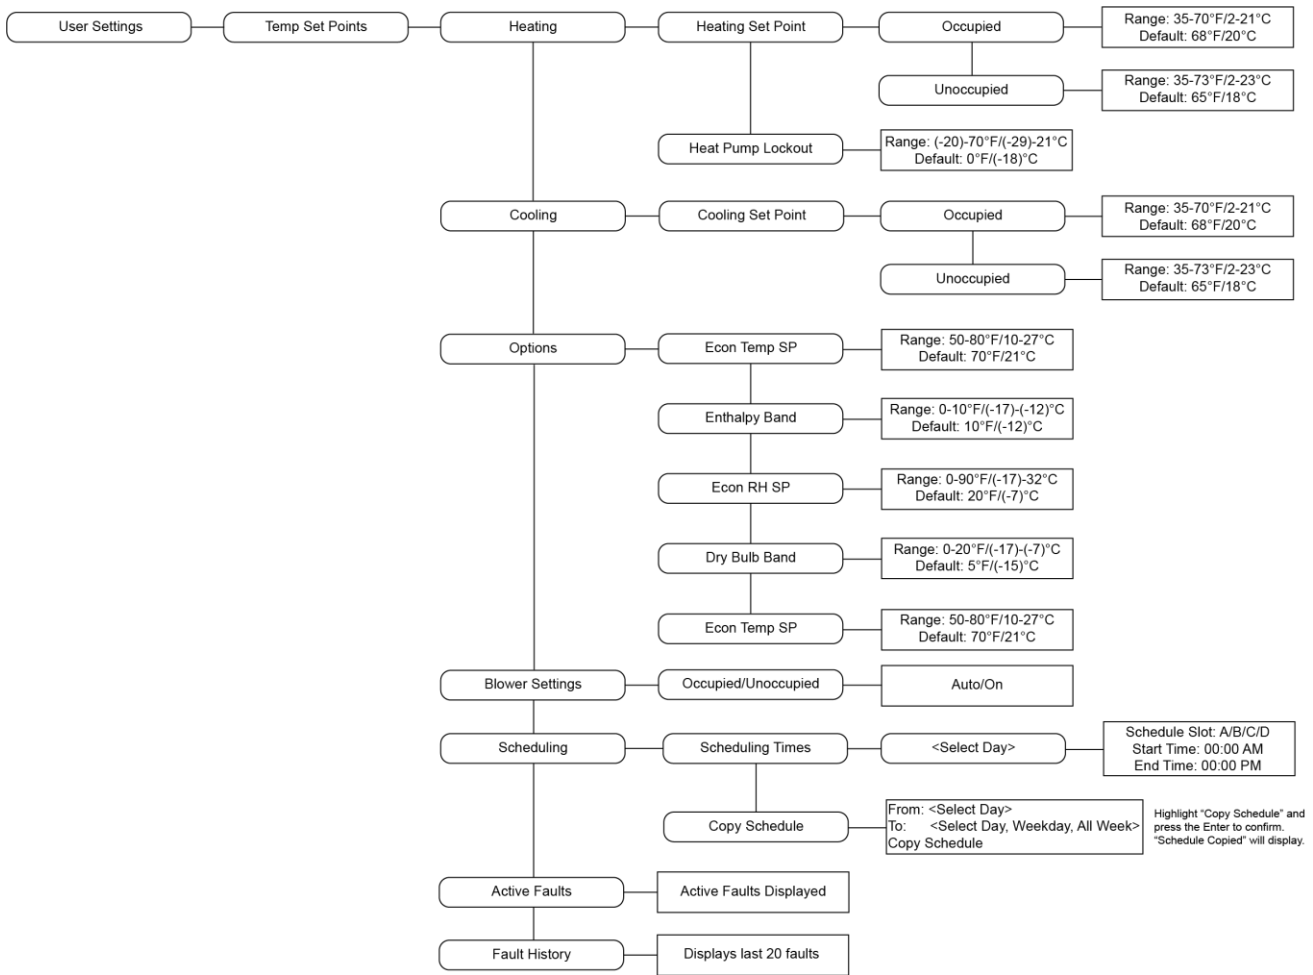 User Settings
Temp Set Points
Heating
Heating Set Point
Occupied
Range: 35-70°F/2-21°C
Default: 68°F/20°C
Unoccupied
Range: 35-73°F/2-23°C
Default: 65°F/18°C
Heat Pump Lockout
Range: (-20)-70°F/(-29)-21°C
Default: 0°F/(-18)°C
Cooling
Cooling Set Point
Occupied
Range: 35-70°F/2-21°C
Default: 68°F/20°C
Unoccupied
Range: 35-73°F/2-23°C
Default: 65°F/18°C
Options
Econ Temp SP
Range: 50-80°F/10-27°C
Default: 70°F/21°C
Enthalpy Band
Range: 0-10°F/(-17)-(-12)°C
Default: 10°F/(-12)°C
Econ RH SP
Range: 0-90°F/(-17)-32°C
Default: 20°F/(-7)°C
Dry Bulb Band
Range: 0-20°F/(-17)-(-7)°C
Default: 5°F/(-15)°C
Econ Temp SP
Range: 50-80°F/10-27°C
Default: 70°F/21°C
Blower Settings
Occupied/Unoccupied
Auto/On
Scheduling
Scheduling Times
<Select Day>
Schedule Slot: A/B/C/D
Start Time: 00:00 AM
End Time: 00:00 PM
Copy Schedule
From: <Select Day>
To: <Select Day, Weekday, All Week>
Copy Schedule
Highlight “Copy Schedule” and
press the Enter to confirm.
“Schedule Copied” will display.
Active Faults
Active Faults Displayed
Fault History
Displays last 20 faults